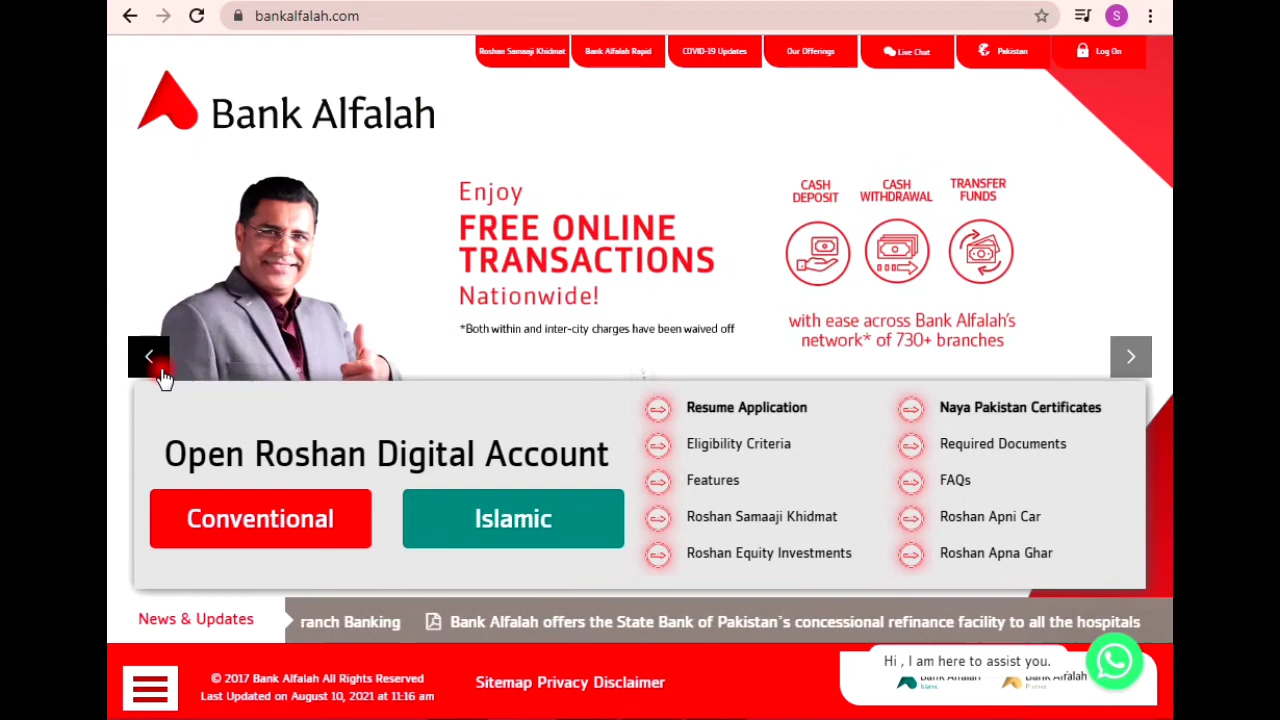 bankalfalah.com
S
Roshan Samaaji Khidmat
Bank Alfalah Rapid
COVID-19 Updates
Our Offerings
Live Chat
Pakistan
Log On
Bank Alfalah
Enjoy
FREE ONLINE
TRANSACTIONS
Nationwide!
*Both within and inter-city charges have been waived off
CASH
DEPOSIT
CASH
WITHDRAWAL
TRANSFER
FUNDS
with ease across Bank Alfalah's
network* of 730+ branches
Open Roshan Digital Account
Conventional
Islamic
Resume Application
Eligibility Criteria
Features
Roshan Samaaji Khidmat
Roshan Equity Investments
Naya Pakistan Certificates
Required Documents
FAQs
Roshan Apni Car
Roshan Apna Ghar
News & Updates
ranch Banking
Bank Alfalah offers the State Bank of Pakistan`s concessional refinance facility to all the hospitals
© 2017 Bank Alfalah All Rights Reserved
Last Updated on August 10, 2021 at 11:16 am
Sitemap Privacy Disclaimer
Hi , I am here to assist you.
Bank Alfalah
Islamic
Bank Alfalah
Premier